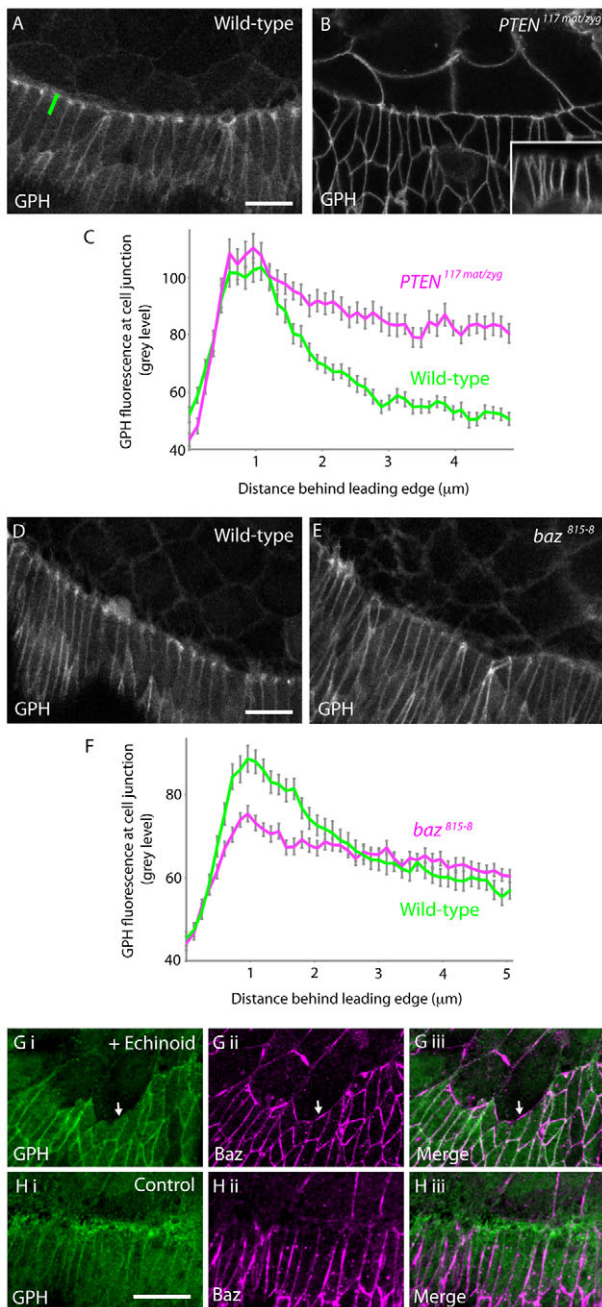 A Wild-type
GPH
B PTEN 117 mat/zyg
GPH
C
GPH fluorescence at cell junction
(grey level)
100
80
60
40
PTEN 117 mat/zyg
Wild-type
1 2 3 4
Distance behind leading edge (μm)
D Wild-type
GPH
E baz 815-8
GPH
F
GPH fluorescence at cell junction
(grey level)
80
60
40
baz 815-8
Wild-type
1 2 3 4 5
Distance behind leading edge (μm)
G i + Echinoid
GPH
G ii
Baz
G iii
Merge
H i Control
GPH
H ii
Baz
H iii
Merge